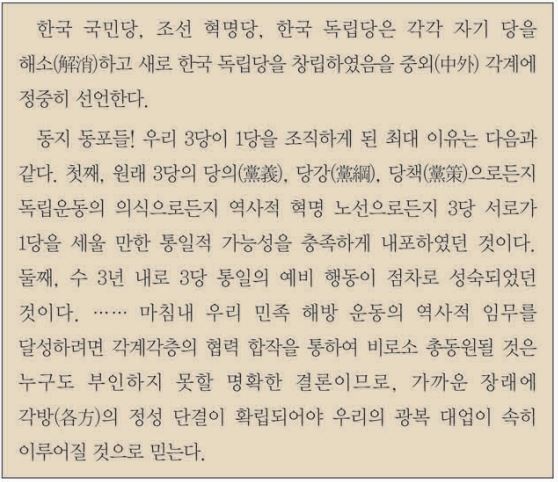 한국 국민당, 조선 혁명당, 한국 독립당은 각각 자기 당을
해소(解消)하고 새로 한국 독립당을 창립하였음을 중외(中外) 각계에
정중히 선언한다.
동지 동포들! 우리 3당이 1당을 조직하게 된 최대 이유는 다음과
같다. 첫째, 원래 3당의 당의(黨義), 당강(黨綱), 당책(黨策)으로든지
독립운동의 의식으로든지 역사적 혁명 노선으로든지 3당 서로가
1당을 세울 만한 통일적 가능성을 충족하게 내포하였던 것이다.
둘째, 수 3년 내로 3당 통일의 예비 행동이 점차로 성숙되었던
것이다. …… 마침내 우리 민족 해방 운동의 역사적 임무를
달성하려면 각계각층의 협력 합작을 통하여 비로소 총동원될 것은
누구도 부인하지 못할 명확한 결론이므로, 가까운 장래에
각방(各方)의 정성 단결이 확립되어야 우리의 광복 대업이 속히
이루어질 것으로 믿는다.